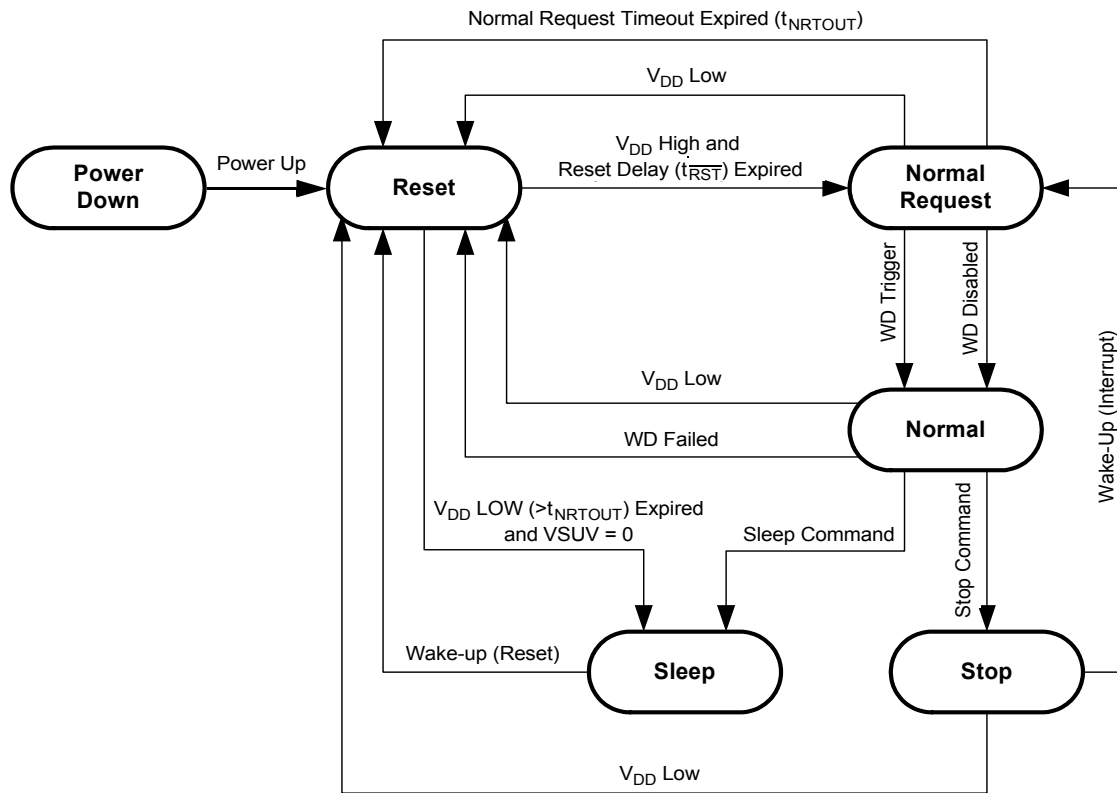 Normal Request Timeout Expired (tNRTOUT)
VDD Low
Power
Down
Power Up
Reset
VDD High and
Reset Delay (tRST) Expired
Normal
Request
WD Trigger
WD Disabled
Wake-Up (Interrupt)
VDD Low
Normal
WD Failed
VDD LOW (>tNRTOUT) Expired
and VSUV = 0
Sleep Command
Stop Command
Wake-up (Reset)
Sleep
Stop
VDD Low